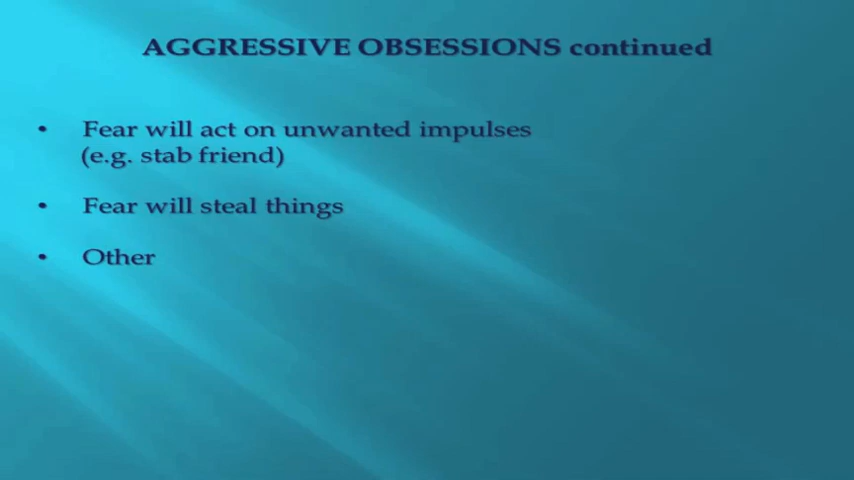 AGGRESSIVE OBSESSIONS continued
• Fear will act on unwanted impulses
(e.g. stab friend)
• Fear will steal things
• Other